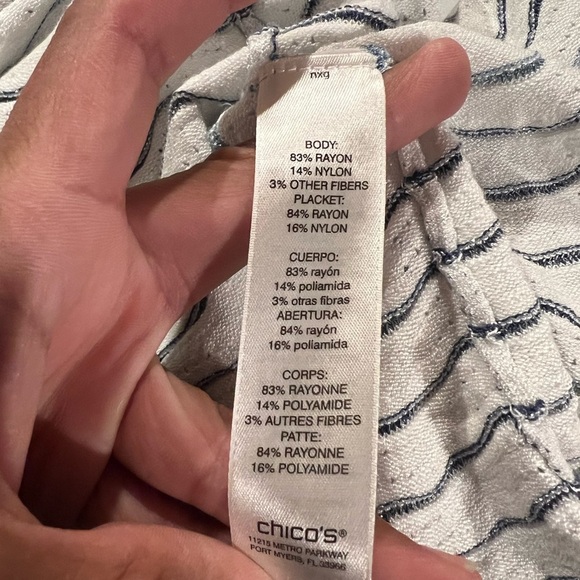 nxg
BODY:
83% RAYON
14% NYLON
3% OTHER FIBERS
PLACKET:
84% RAYON
16% NYLON
CUERPO:
83% rayón
14% poliamida
3% otras fibras
ABERTURA:
84% rayón
16% poliamida
CORPS:
83% RAYONNE
14% POLYAMIDE
3% AUTRES FIBRES
PATTE:
84% RAYONNE
16% POLYAMIDE
chico's®
11215 METRO PARKWAY
FORT MYERS, FL 33966